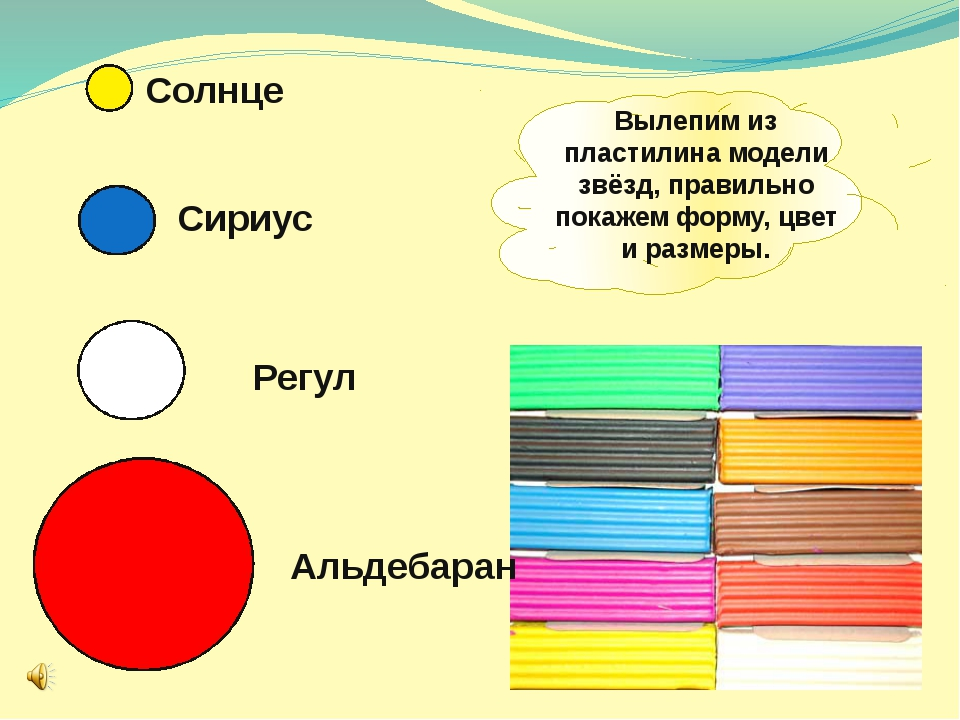 Солнце
Сириус
Регул
Альдебаран
Вылепим из
пластилина модели
звёзд, правильно
покажем форму, цвет
и размеры.